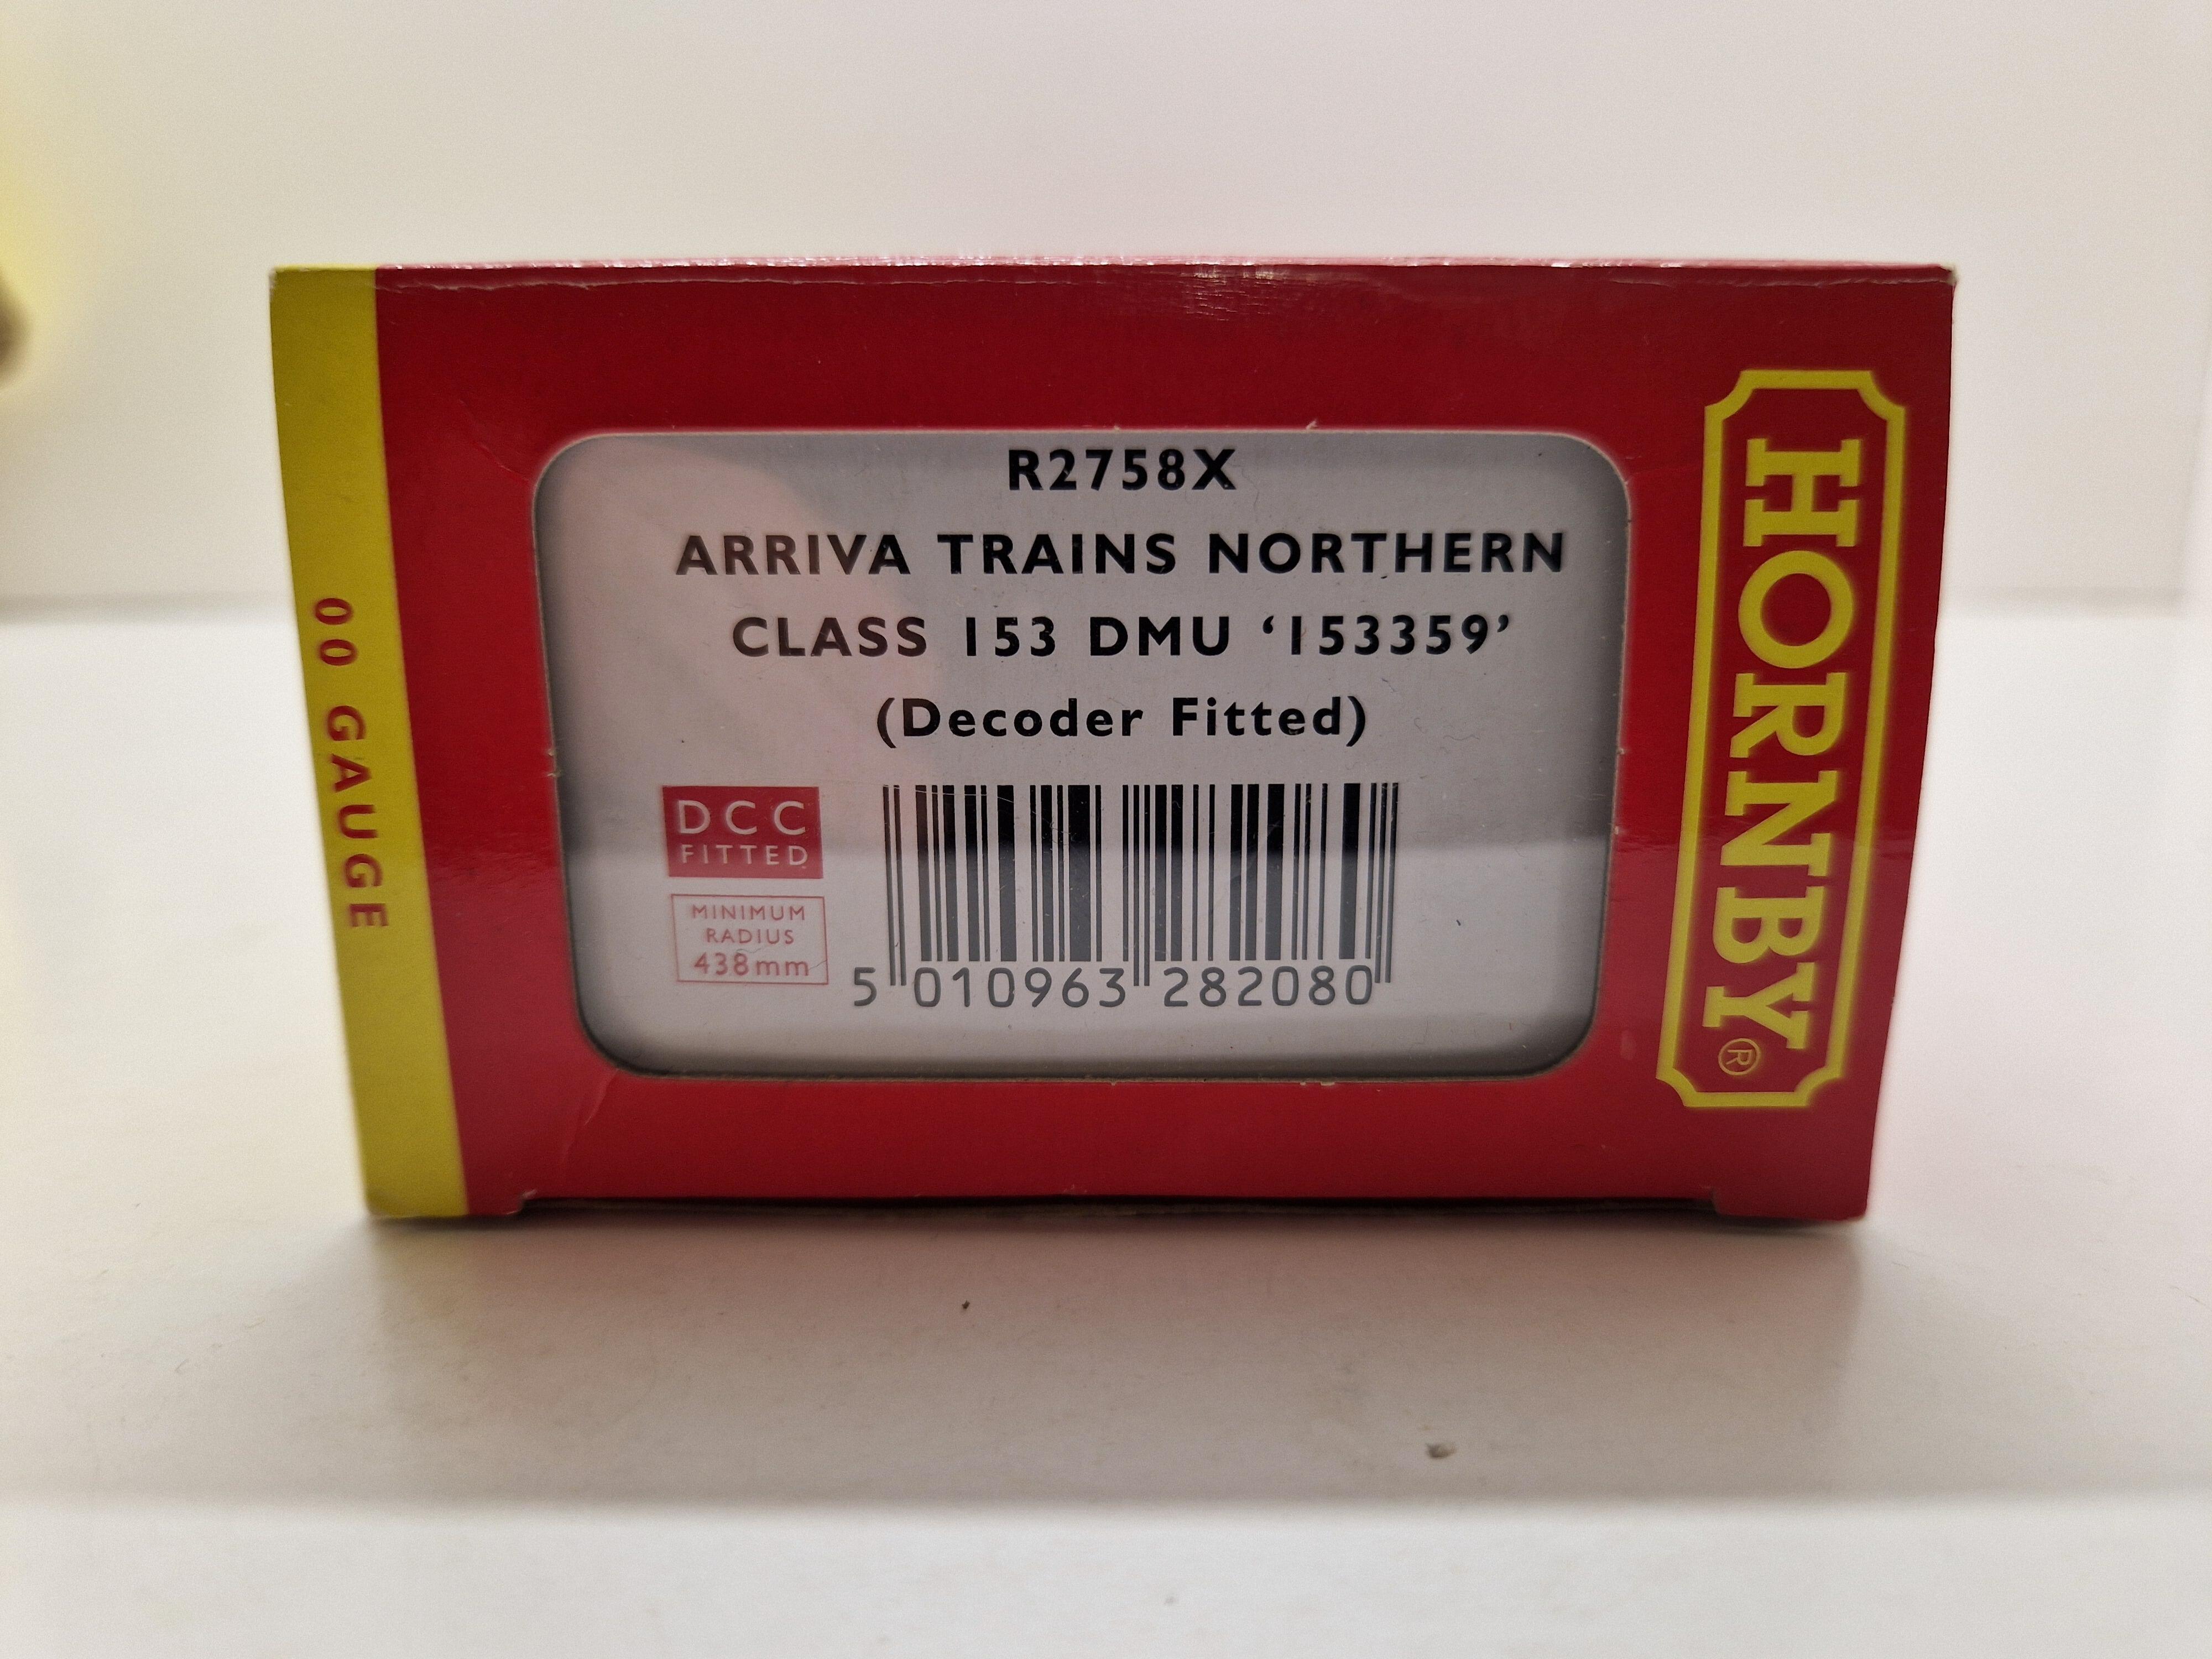 R2758X
ARRIVA TRAINS NORTHERN
CLASS 153 DMU ‘153359’
(Decoder Fitted)
DCC
FITTED
MINIMUM
RADIUS
438mm
5 010963 282080
00 GAUGE
HORNBY®